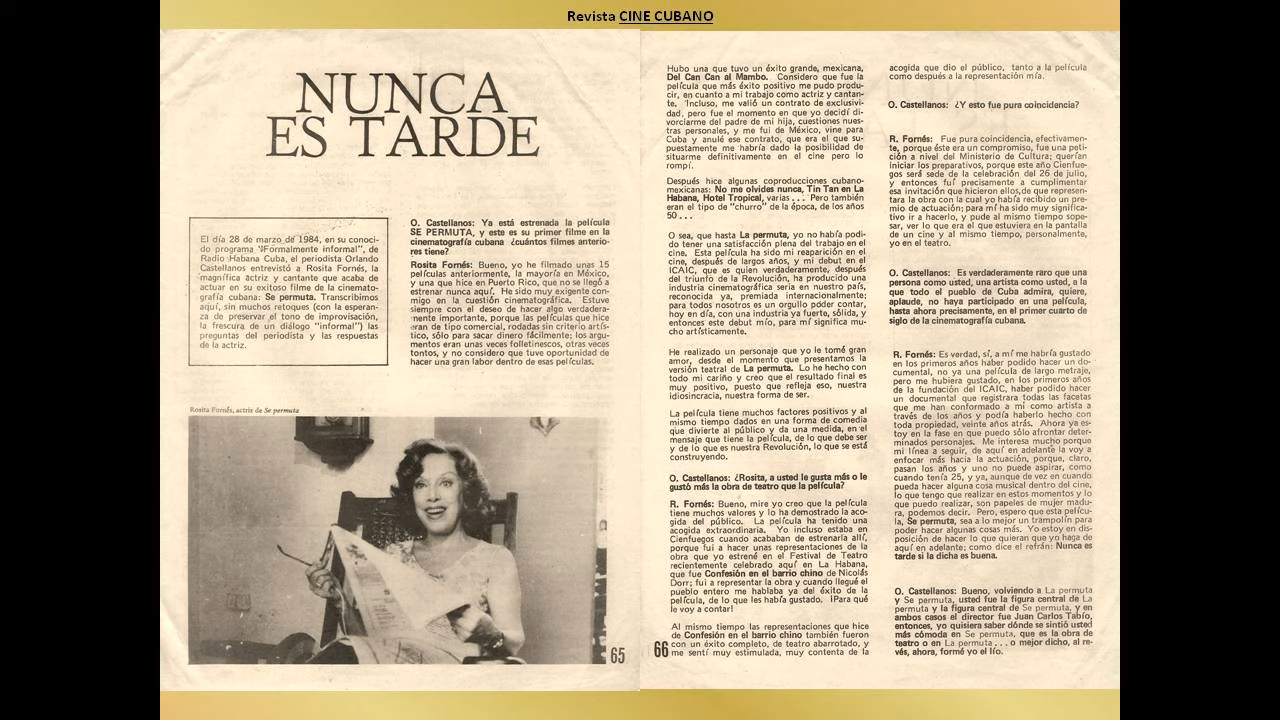 Revista CINE CUBANO
NUNCA
ES TARDE
El día 28 de marzo de 1984, en su conoci-
do programa "Formalmente informal", de
Radio Habana Cuba, el periodista Orlando
Castellanos entrevistó a Rosita Fornés, la
magnífica actriz y cantante que acaba de
actuar en su exitoso filme de la cinemato-
grafía cubana: Se permuta. Transcribimos
aquí, sin muchos retoques (con la esperan-
za de preservar el tono de improvisación,
la frescura de un diálogo "informal") las
preguntas del periodista y las respuestas
de la actriz.
O. Castellanos: Ya está estrenada la película
SE PERMUTA, y este es su primer filme en la
cinematografía cubana ¿cuántos filmes anterio-
res tiene?
Rosita Fornés: Bueno, yo he filmado unas 15
películas anteriormente, la mayoría en México,
y una que hice en Puerto Rico, que no se llegó a
estrenar nunca aquí. He sido muy exigente con-
migo en la cuestión cinematográfica. Estuve
siempre con el deseo de hacer algo verdadera-
mente importante, porque las películas que hice
eran de tipo comercial, rodadas sin criterio artís-
tico, sólo para sacar dinero fácilmente; los argu-
mentos eran unas veces folletinescos, otras veces
tontos, y no considero que tuve oportunidad de
hacer una gran labor dentro de esas películas.
Rosita Fornés, actriz de Se permuta
65
Hubo una que tuvo un éxito grande, mexicana,
Del Can Can al Mambo. Considero que fue la
película que más éxito positivo me pudo produ-
cir, en cuanto a mi trabajo como actriz y cantan-
te. Incluso, me valió un contrato de exclusivi-
dad, pero fue el momento en que yo decidí di-
vorciarme del padre de mi hija, cuestiones nues-
tras personales, y me fui de México, vine para
Cuba y anulé ese contrato, que era el que su-
puestamente me habría dado la posibilidad de
situarme definitivamente en el cine pero lo
rompí.
Después hice algunas coproducciones cubano-
mexicanas: No me olvides nunca, Tin Tan en La
Habana, Hotel Tropical, varias . . . Pero también
eran el tipo de "churro" de la época, de los años
50 . . .
O sea, que hasta La permuta, yo no había podi-
do tener una satisfacción plena del trabajo en el
cine. Esta película ha sido mi reaparición en el
cine, después de largos años, y mi debut en el
ICAIC, que es quien verdaderamente, después
del triunfo de la Revolución, ha producido una
industria cinematográfica seria en nuestro país,
reconocida ya, premiada internacionalmente;
para todos nosotros es un orgullo poder contar,
hoy en día, con una industria ya fuerte, sólida, y
entonces este debut mío, para mí significa mu-
cho artísticamente.
He realizado un personaje que yo le tomé gran
amor, desde el momento que presentamos la
versión teatral de La permuta. Lo he hecho con
todo mi cariño y creo que el resultado final es
muy positivo, puesto que refleja eso, nuestra
idiosincracia, nuestra forma de ser.
La película tiene muchos factores positivos y al
mismo tiempo dados en una forma de comedia
que divierte al público y da una medida, en el
mensaje que tiene la película, de lo que debe ser
y de lo que es nuestra Revolución, lo que se está
construyendo.
O. Castellanos: ¿Rosita, a usted le gusta más o le
gustó más la obra de teatro que la película?
R. Fornés: Bueno, mire yo creo que la película
tiene muchos valores y lo ha demostrado la aco-
gida del público. La película ha tenido una
acogida extraordinaria. Yo incluso estaba en
Cienfuegos cuando acababan de estrenarla allí,
porque fui a hacer unas representaciones de la
obra que yo estrené en el Festival de Teatro
recientemente celebrado aquí en La Habana,
que fue Confesión en el barrio chino de Nicolás
Dorr; fui a representar la obra y cuando llegué el
pueblo entero me hablaba ya del éxito de la
película, de lo que les había gustado. ¡Para qué
le voy a contar!
Al mismo tiempo las representaciones que hice
de Confesión en el barrio chino también fueron
con un éxito completo, de teatro abarrotado, y
me sentí muy estimulada, muy contenta de la
66
acogida que dio el público, tanto a la película
como después a la representación mía.
O. Castellanos: ¿Y esto fue pura coincidencia?
R. Fornés: Fue pura coincidencia, efectivamen-
te, porque éste era un compromiso, fue una peti-
ción a nivel del Ministerio de Cultura; querían
iniciar los preparativos, porque este año Cienfue-
gos será sede de la celebración del 26 de julio,
y entonces fuí precisamente a cumplimentar
esa invitación que hicieron ellos,de que represen-
tara la obra con la cual yo había recibido un pre-
mio de actuación; para mí ha sido muy significa-
tivo ir a hacerlo, y pude al mismo tiempo sope-
sar, ver lo que era el que estuviera en la pantalla
de un cine y al mismo tiempo, personalmente,
yo en el teatro.
O. Castellanos: Es verdaderamente raro que una
persona como usted, una artista como usted, a la
que todo el pueblo de Cuba admira, quiere,
aplaude, no haya participado en una película,
hasta ahora precisamente, en el primer cuarto de
siglo de la cinematografía cubana.
R. Fornés: Es verdad, sí, a mí me habría gustado
en los primeros años haber podido hacer un do-
cumental, no ya una película de largo metraje,
pero me hubiera gustado, en los primeros años
de la fundación del ICAIC, haber podido hacer
un documental que registrara todas las facetas
que me han conformado a mí como artista a
través de los años y podía haberlo hecho con
toda propiedad, veinte años atrás. Ahora ya es-
toy en la fase en que puedo sólo afrontar deter-
minados personajes. Me interesa mucho porque
mi línea a seguir, de aquí en adelante la voy a
enfocar más hacia la actuación, porque, claro,
pasan los años y uno no puede aspirar, como
cuando tenía 25, y ya, aunque de vez en cuando
pueda hacer alguna cosa musical dentro del cine,
lo que tengo que realizar en estos momentos y lo
que puedo realizar, son papeles de mujer madu-
ra, podemos decir. Pero, espero que esta pelícu-
la, Se permuta, sea a lo mejor un trampolín para
poder hacer algunas cosas más. Yo estoy en dis-
posición de hacer lo que quieran que yo haga de
aquí en adelante; como dice el refrán: Nunca es
tarde si la dicha es buena.
O. Castellanos: Bueno, volviendo a La permuta
y Se permuta, usted fue la figura central de La
permuta y la figura central de Se permuta, y en
ambos casos el director fue Juan Carlos Tabío,
entonces, yo quisiera saber dónde se sintió usted
más cómoda en Se permuta, que es la obra de
teatro o en La permuta . . . o mejor dicho, al re-
vés, ahora, formé yo el lío.